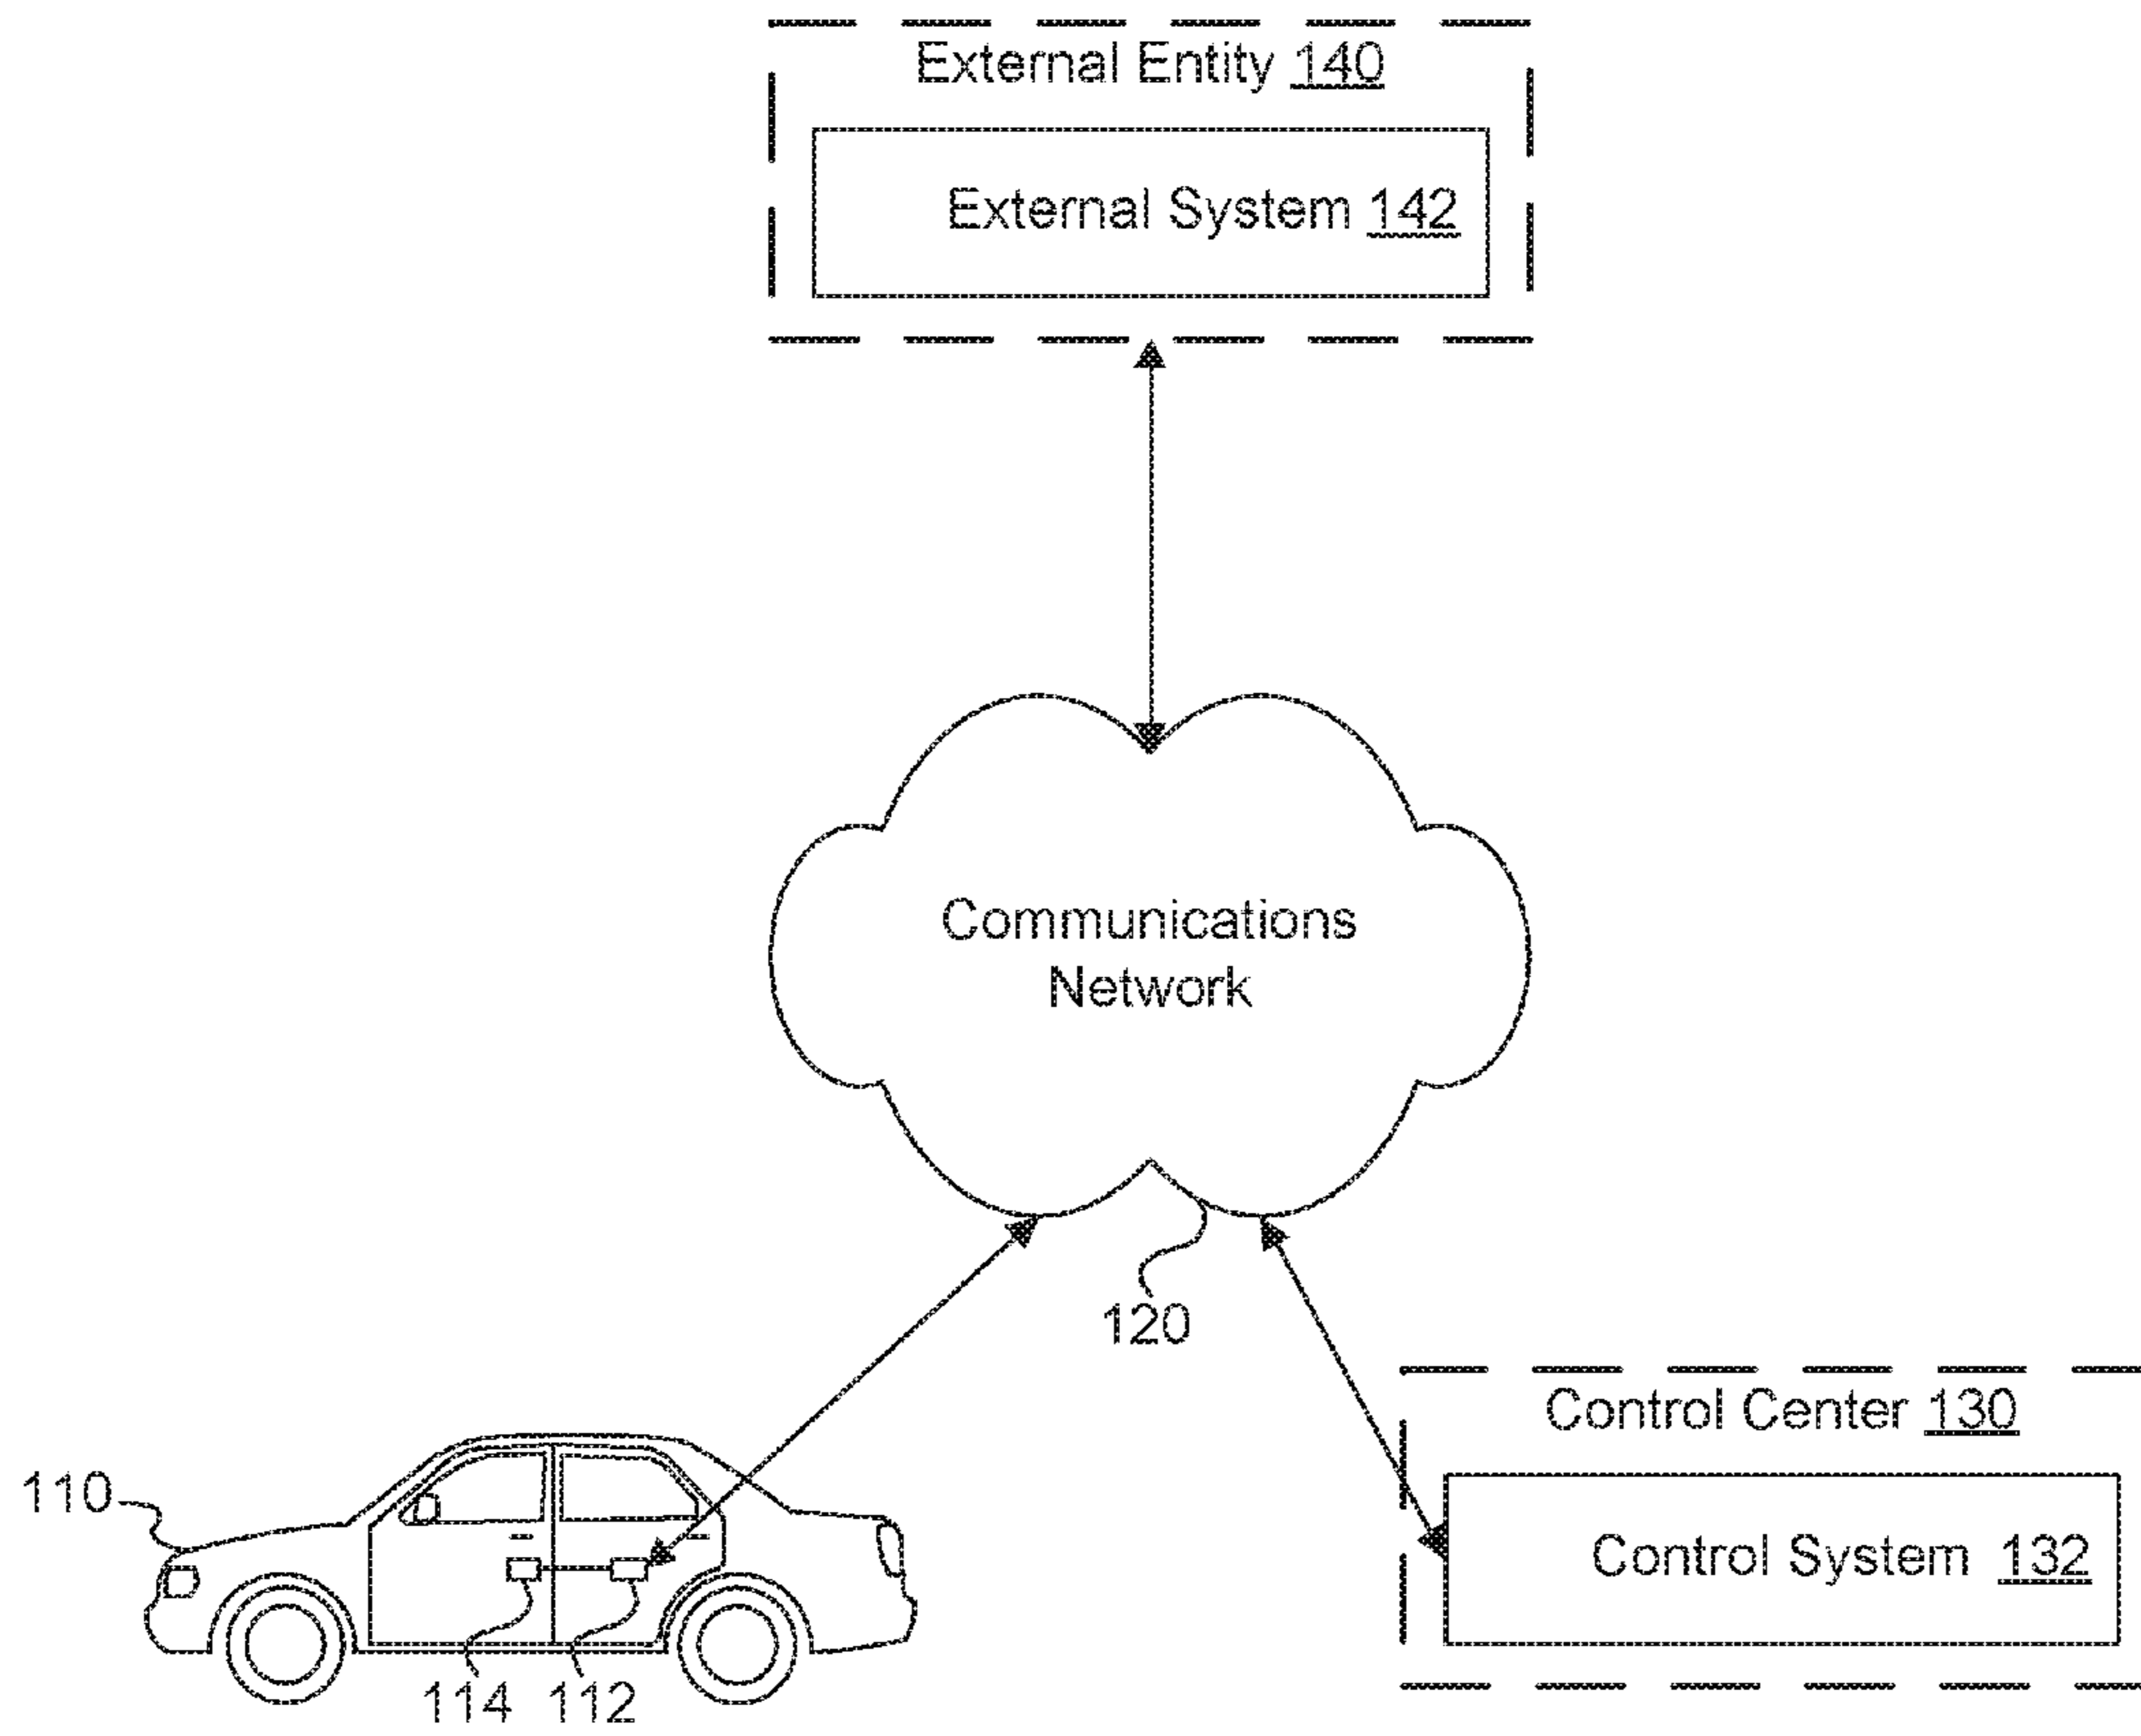 External Entity 140
External System 142
Communications
Network
120
Control Center 130
110
Control System 132
114 112